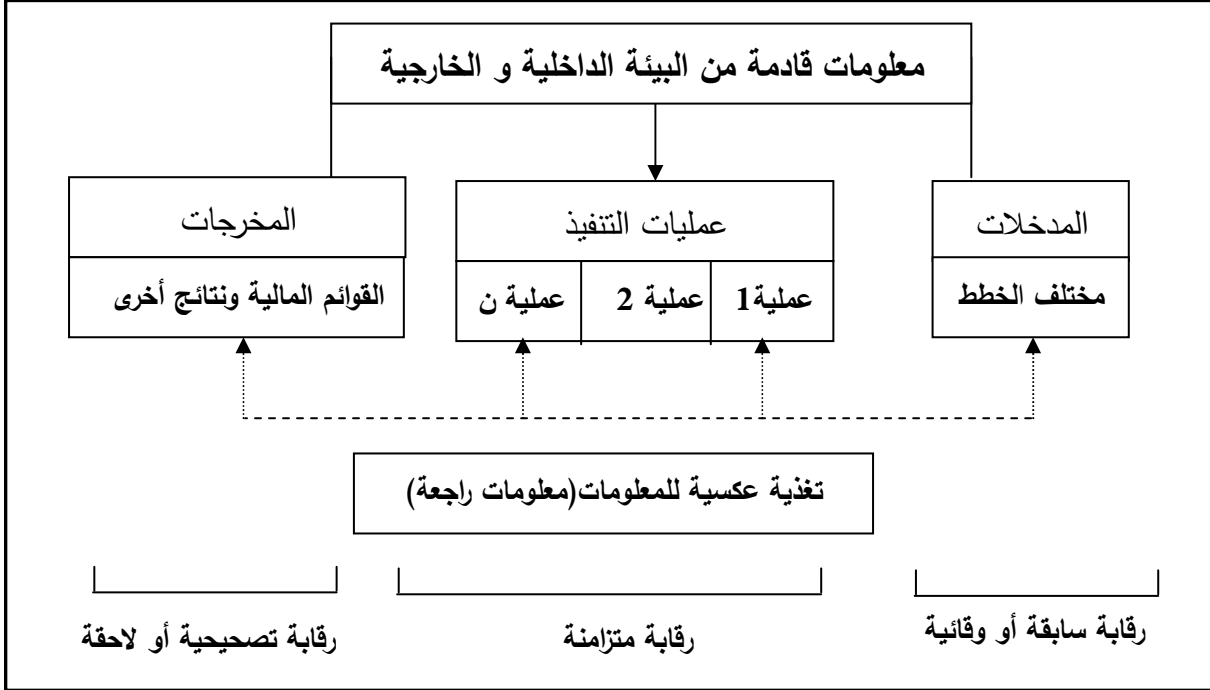 معلومات قادمة من البيئة الداخلية و الخارجية
المدخلات
عمليات التنفيذ
المخرجات
مختلف الخطط
عملية1
عملية 2
عملية ن
القوائم المالية ونتائج أخرى
تغذية عكسية للمعلومات(معلومات راجعة)
رقابة سابقة أو وقائية
رقابة متزامنة
رقابة تصحيحية أو لاحقة